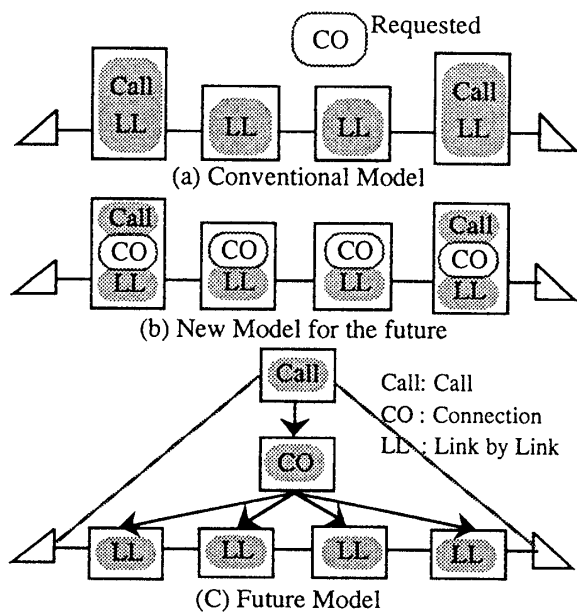 CO Requested
Call Call
LL LL LL LL
(a) Conventional Model
Call Call
CO CO CO CO
LL LL LL LL
(b) New Model for the future
Call
Call: Call
CO : Connection
CO
LL : Link by Link
LL LL LL LL
(C) Future Model